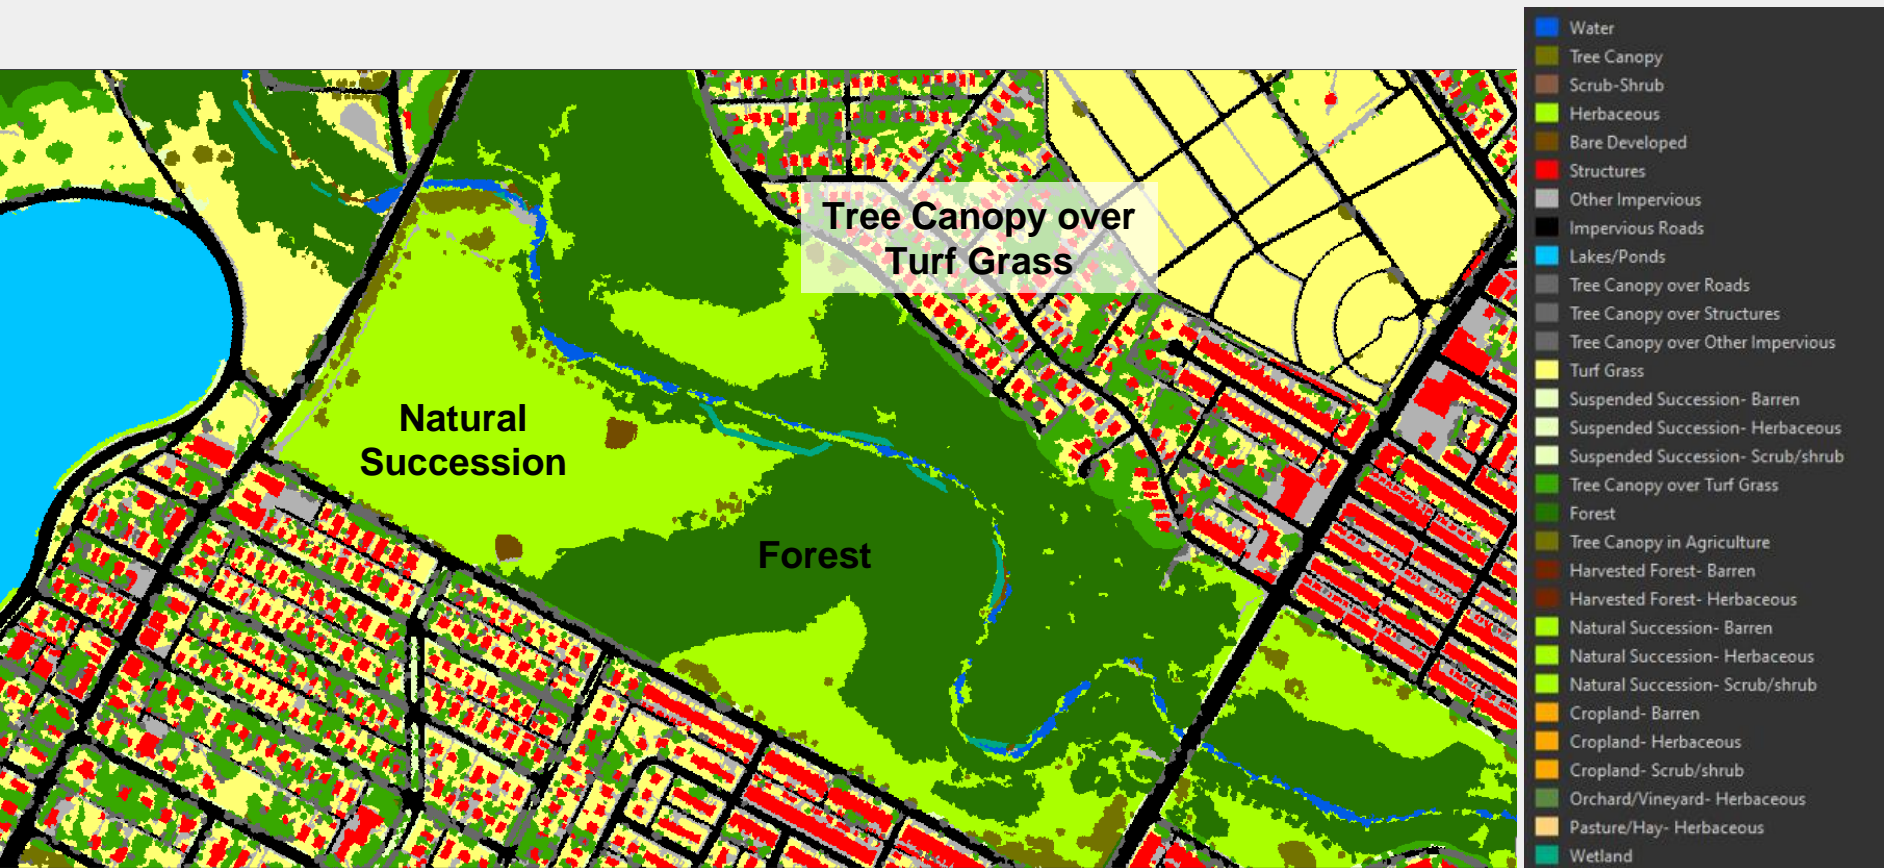 Tree Canopy over
Turf Grass
Natural
Succession
Forest
Water
Tree Canopy
Scrub-Shrub
Herbaceous
Bare Developed
Structures
Other Impervious
Impervious Roads
Lakes/Ponds
Tree Canopy over Roads
Tree Canopy over Structures
Tree Canopy over Other Impervious
Turf Grass
Suspended Succession- Barren
Suspended Succession- Herbaceous
Suspended Succession- Scrub/shrub
Tree Canopy over Turf Grass
Forest
Tree Canopy in Agriculture
Harvested Forest- Barren
Harvested Forest- Herbaceous
Natural Succession- Barren
Natural Succession- Herbaceous
Natural Succession- Scrub/shrub
Cropland- Barren
Cropland- Herbaceous
Cropland- Scrub/shrub
Orchard/Vineyard- Herbaceous
Pasture/Hay- Herbaceous
Wetland